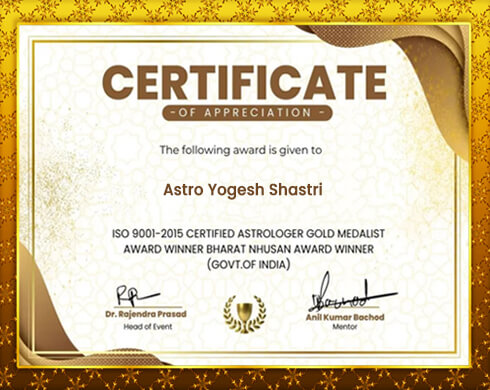 CERTIFICATE
- OF APPRECIATION -
The following award is given to
Astro Yogesh Shastri
ISO 9001-2015 CERTIFIED ASTROLOGER GOLD MEDALIST
AWARD WINNER BHARAT NHUSAN AWARD WINNER
(GOVT.OF INDIA)
Dr. Rajendra Prasad
Head of Event
Anil Kumar Bachod
Mentor